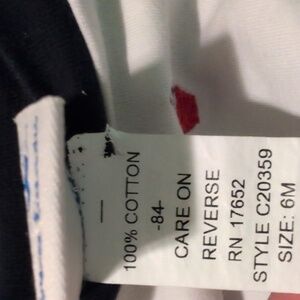 100% COTTON
-84-
CARE ON
REVERSE
RN 17652
STYLE C20359
SIZE: 6M